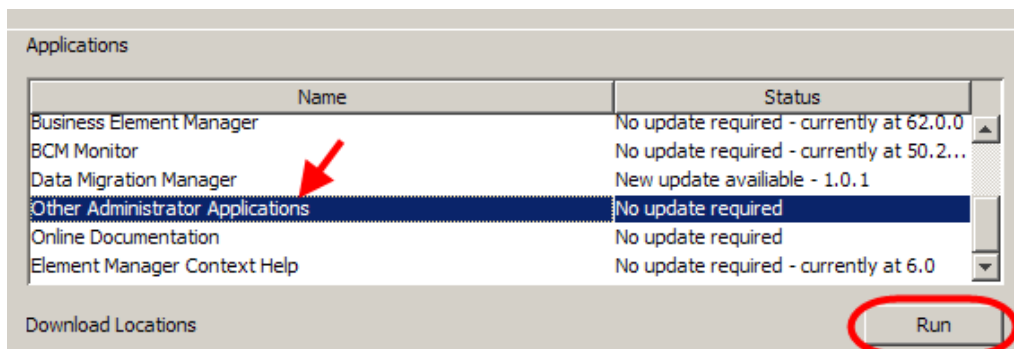 Applications
Name Status
Business Element Manager No update required - currently at 62.0.0
BCM Monitor No update required - currently at 50.2...
Data Migration Manager New update availiable - 1.0.1
Other Administrator Applications No update required
Online Documentation No update required
Element Manager Context Help No update required - currently at 6.0
Download Locations Run